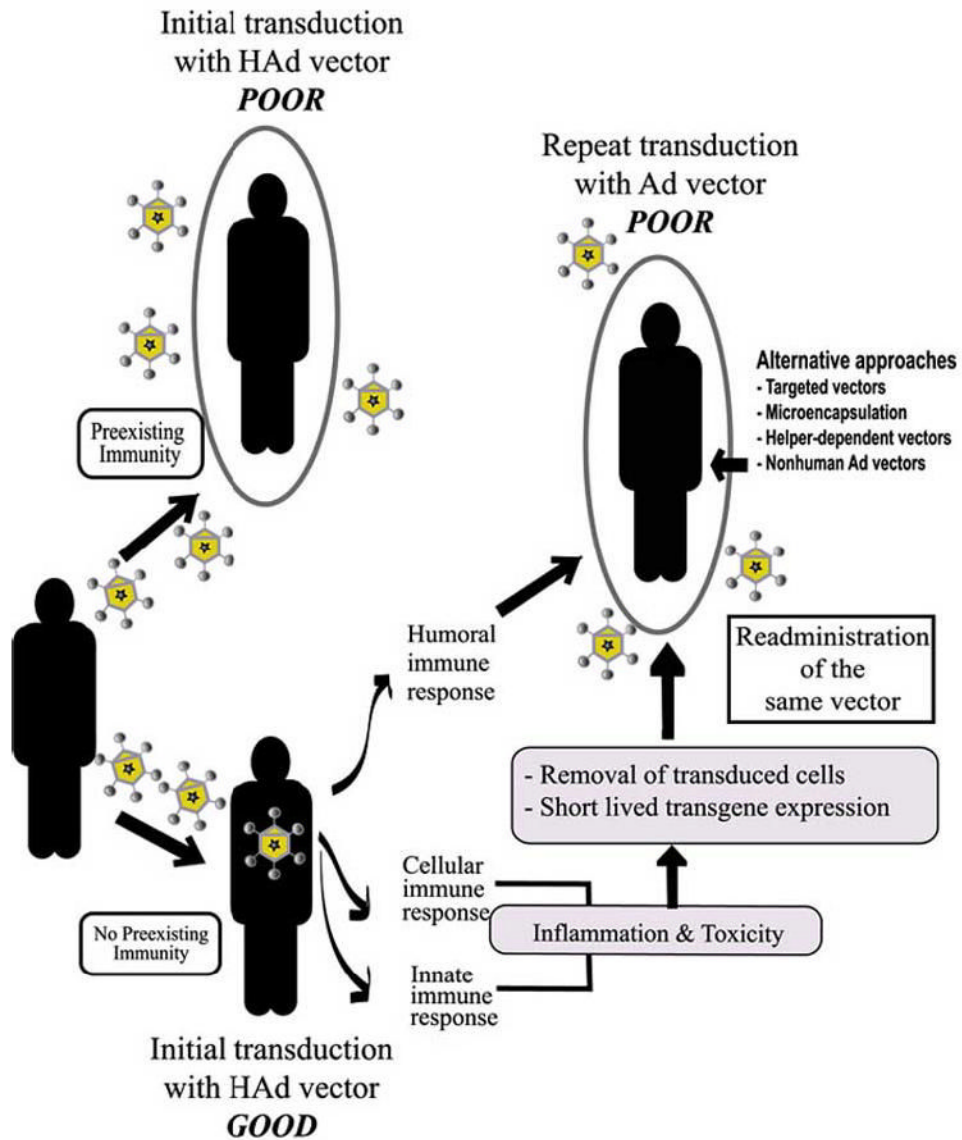 Initial transduction
with HAd vector
POOR
Repeat transduction
with Ad vector
POOR
Alternative approaches
- Targeted vectors
- Microencapsulation
- Helper-dependent vectors
- Nonhuman Ad vectors
Preexisting
Immunity
Humoral
immune
response
Readministration
of the
same vector
- Removal of transduced cells
- Short lived transgene expression
Cellular
immune
response
Inflammation & Toxicity
No Preexisting
Immunity
Innate
immune
response
Initial transduction
with HAd vector
GOOD